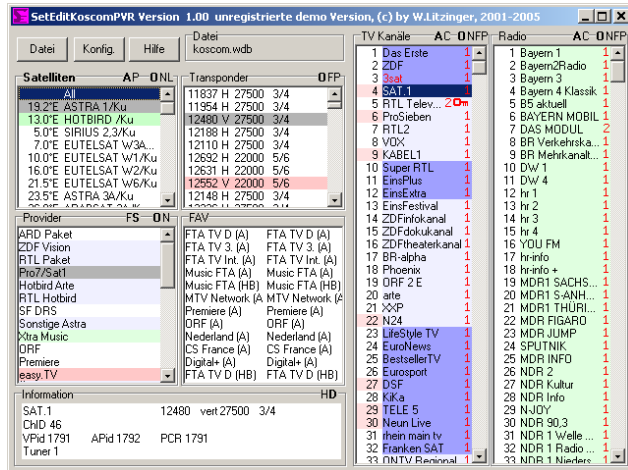 SetEditKoscomPVR Version 1.00 unregistrierte demo Version, (c) by W.Litzinger, 2001-2005
Datei Konfig. Hilfe
Datei
koscom.wdb
Satelliten AP ONL
All
19.2°E ASTRA 1/Ku
13.0°E HOTBIRD /Ku
5.0°E SIRIUS 2,3/Ku
7.0°E EUTELSAT W3A...
10.0°E EUTELSAT W1/Ku
16.0°E EUTELSAT W2/Ku
21.5°E EUTELSAT W6/Ku
23.5°E ASTRA 3A/Ku
Transponder OFP
11837 H 27500 3/4
11954 H 27500 3/4
12480 V 27500 3/4
12188 H 27500 3/4
12110 H 27500 3/4
12692 H 22000 5/6
12631 H 22000 5/6
12552 V 22000 5/6
12148 H 27500 3/4
Provider FS ON
ARD Paket
ZDF Vision
RTL Paket
Pro7/Sat1
Hotbird Arte
RTL Hotbird
SF DRS
Sonstige Astra
Xtra Music
ORF
Premiere
easy.TV
FAV
FTA TV D (A) FTA TV D (A)
FTA TV 3. (A) FTA TV 3. (A)
FTA TV Int. (A) FTA TV Int. (A)
Music FTA (A) Music FTA (A)
Music FTA (HB) Music FTA (HB)
MTV Network (A) MTV Network (A
Premiere (A) Premiere (A)
ORF (A) ORF (A)
Nederland (A) Nederland (A)
CS France (A) CS France (A)
Digital+ (A) Digital+ (A)
FTA TV D (HB) FTA TV D (HB)
Information HD
SAT.1 12480 vert 27500 3/4
ChID 46
VPid 1791 APid 1792 PCR 1791
Tuner 1
TV Kanäle AC ONFP
1 Das Erste 1
2 ZDF 1
3 3sat 1
4 SAT.1 1
5 RTL Telev... 2
6 ProSieben 1
7 RTL2 1
8 VOX 1
9 KABEL1 1
10 Super RTL 1
11 EinsPlus 1
12 EinsExtra 1
13 EinsFestival 1
14 ZDFinfokanal 1
15 ZDFdokukanal 1
16 ZDFtheaterkanal 1
17 BR-alpha 1
18 Phoenix 1
19 ORF 2 E 1
20 arte 1
21 XXP 1
22 N24 1
23 LifeStyle TV 1
24 EuroNews 1
25 BestsellerTV 1
26 Eurosport 1
27 DSF 1
28 KiKa 1
29 TELE 5 1
30 Neun Live 1
31 rhein main tv 1
32 Franken SAT 1
33 ONTV Regional 1
Radio AC ONFP
1 Bayern 1 1
2 Bayern2Radio 1
3 Bayern 3 1
4 Bayern 4 Klassik 1
5 B5 aktuell 1
6 BAYERN MOBIL 1
7 DAS MODUL 2
8 BR Verkehrska... 1
9 BR Mehrkanalt... 1
10 DW 1 1
11 DW 4 1
12 hr 1 1
13 hr 2 1
14 hr 3 1
15 hr 4 1
16 YOU FM 1
17 hr-info 1
18 hr-info + 1
19 MDR1 SACHS... 1
20 MDR1 S-ANH... 1
21 MDR1 THÜRI... 1
22 MDR FIGARO 1
23 MDR JUMP 1
24 SPUTNIK 1
25 MDR INFO 1
26 NDR 2 1
27 NDR Kultur 1
28 NDR Info 1
29 N-JOY 1
30 NDR 90,3 1
31 NDR 1 Welle ... 1
32 NDR 1 Radio ... 1
33 NDR 1 Nieders 1